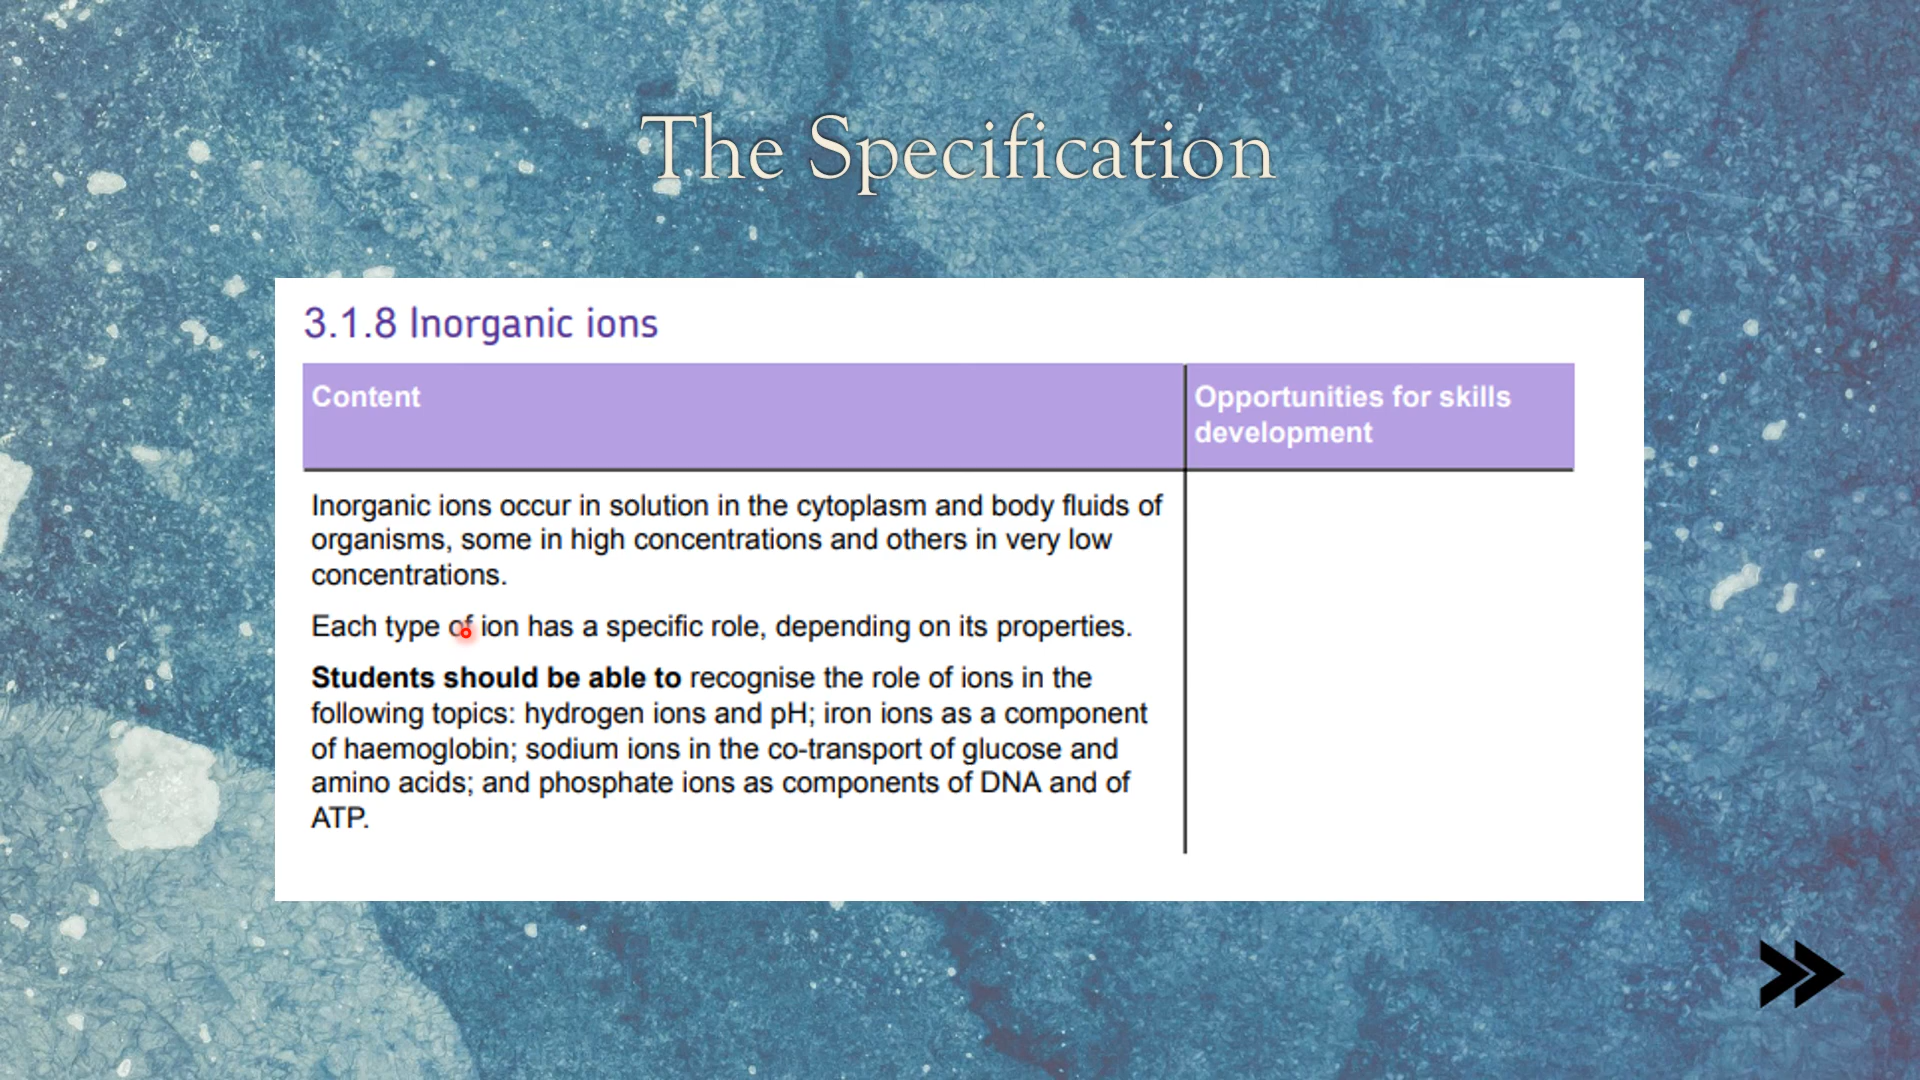 The Specification
3.1.8 Inorganic ions
Content
Opportunities for skills
development
Inorganic ions occur in solution in the cytoplasm and body fluids of
organisms, some in high concentrations and others in very low
concentrations.
Each type of ion has a specific role, depending on its properties.
Students should be able to recognise the role of ions in the
following topics: hydrogen ions and pH; iron ions as a component
of haemoglobin; sodium ions in the co-transport of glucose and
amino acids; and phosphate ions as components of DNA and of
ATP.